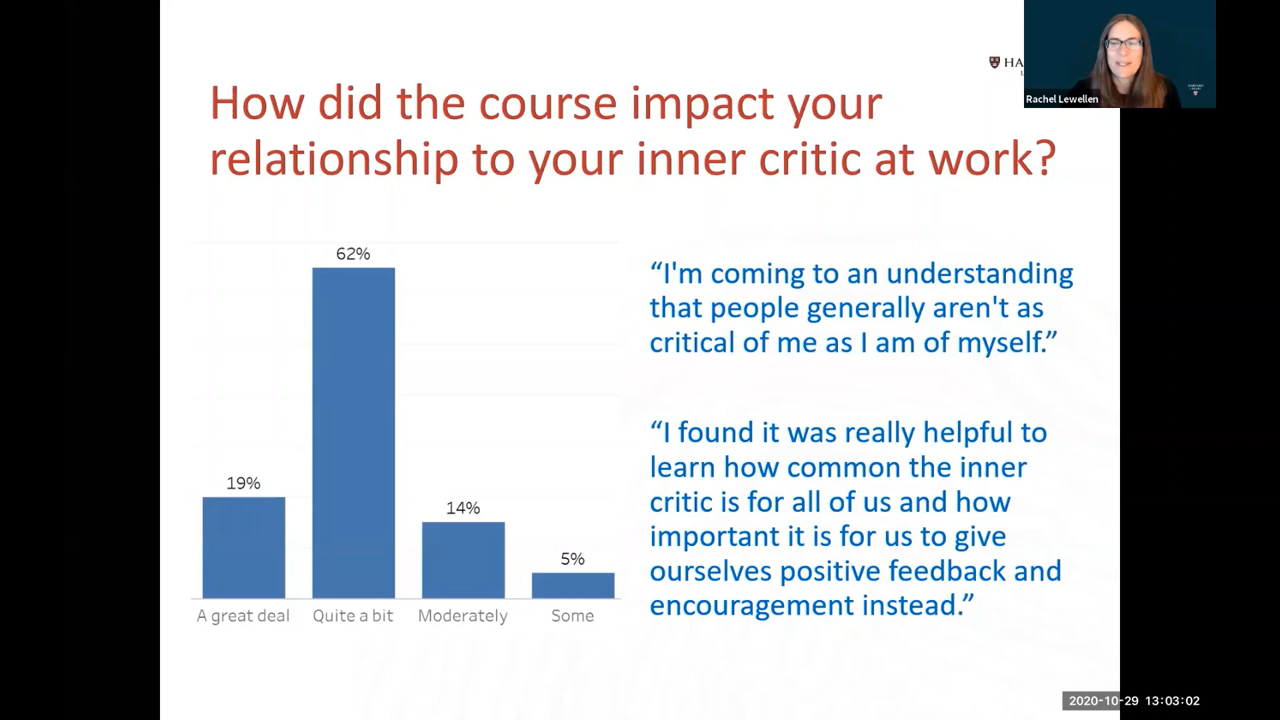 How did the course impact your
relationship to your inner critic at work?
Rachel Lewellen
62%
19%
14%
5%
A great deal
Quite a bit
Moderately
Some
“I'm coming to an understanding
that people generally aren't as
critical of me as I am of myself.”
“I found it was really helpful to
learn how common the inner
critic is for all of us and how
important it is for us to give
ourselves positive feedback and
encouragement instead.”
2020-10-29 13:03:02